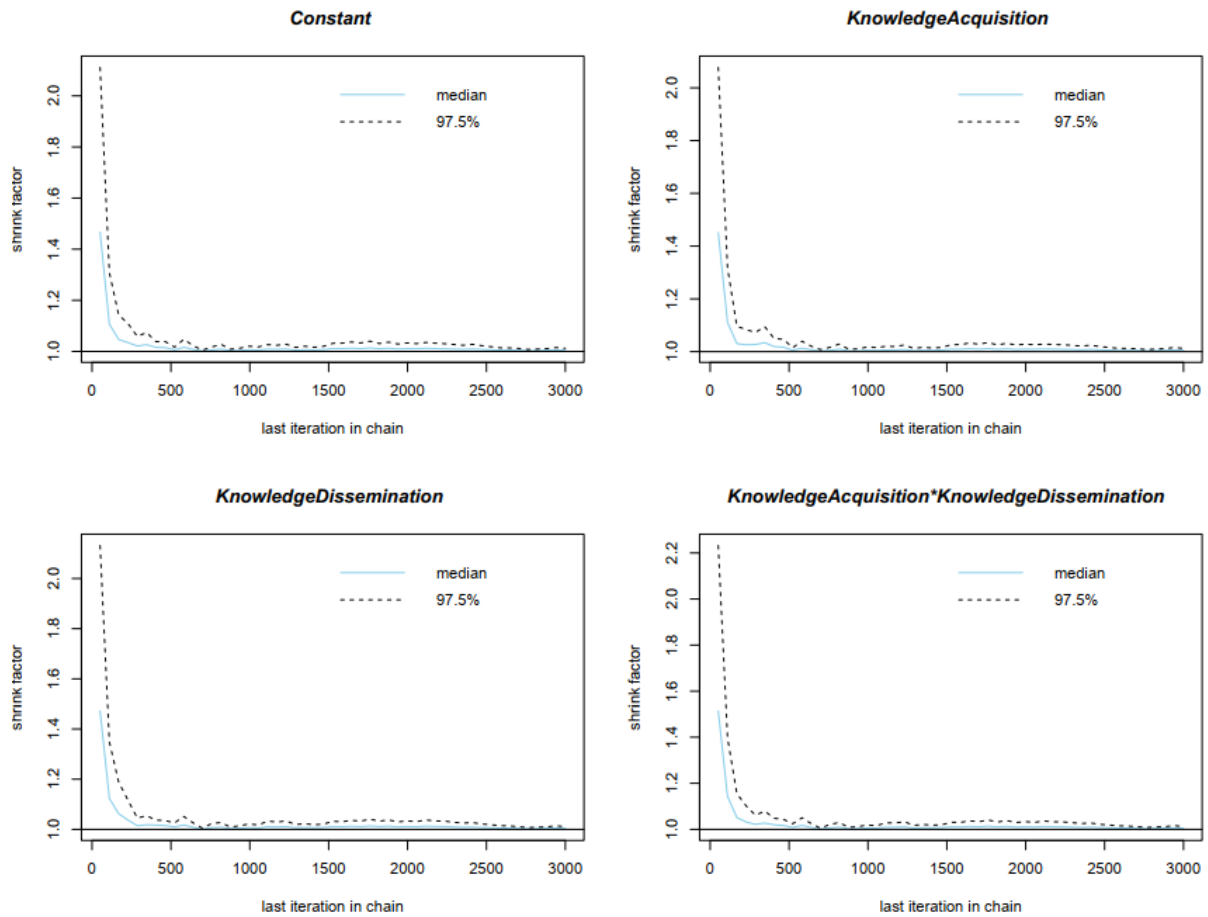 Constant
shrink factor
1.0 1.2 1.4 1.6 1.8 2.0
median
97.5%
0 500 1000 1500 2000 2500 3000
last iteration in chain
KnowledgeAcquisition
shrink factor
1.0 1.2 1.4 1.6 1.8 2.0
median
97.5%
0 500 1000 1500 2000 2500 3000
last iteration in chain
KnowledgeDissemination
shrink factor
1.0 1.2 1.4 1.6 1.8 2.0
median
97.5%
0 500 1000 1500 2000 2500 3000
last iteration in chain
KnowledgeAcquisition*KnowledgeDissemination
shrink factor
1.0 1.2 1.4 1.6 1.8 2.0 2.2
median
97.5%
0 500 1000 1500 2000 2500 3000
last iteration in chain